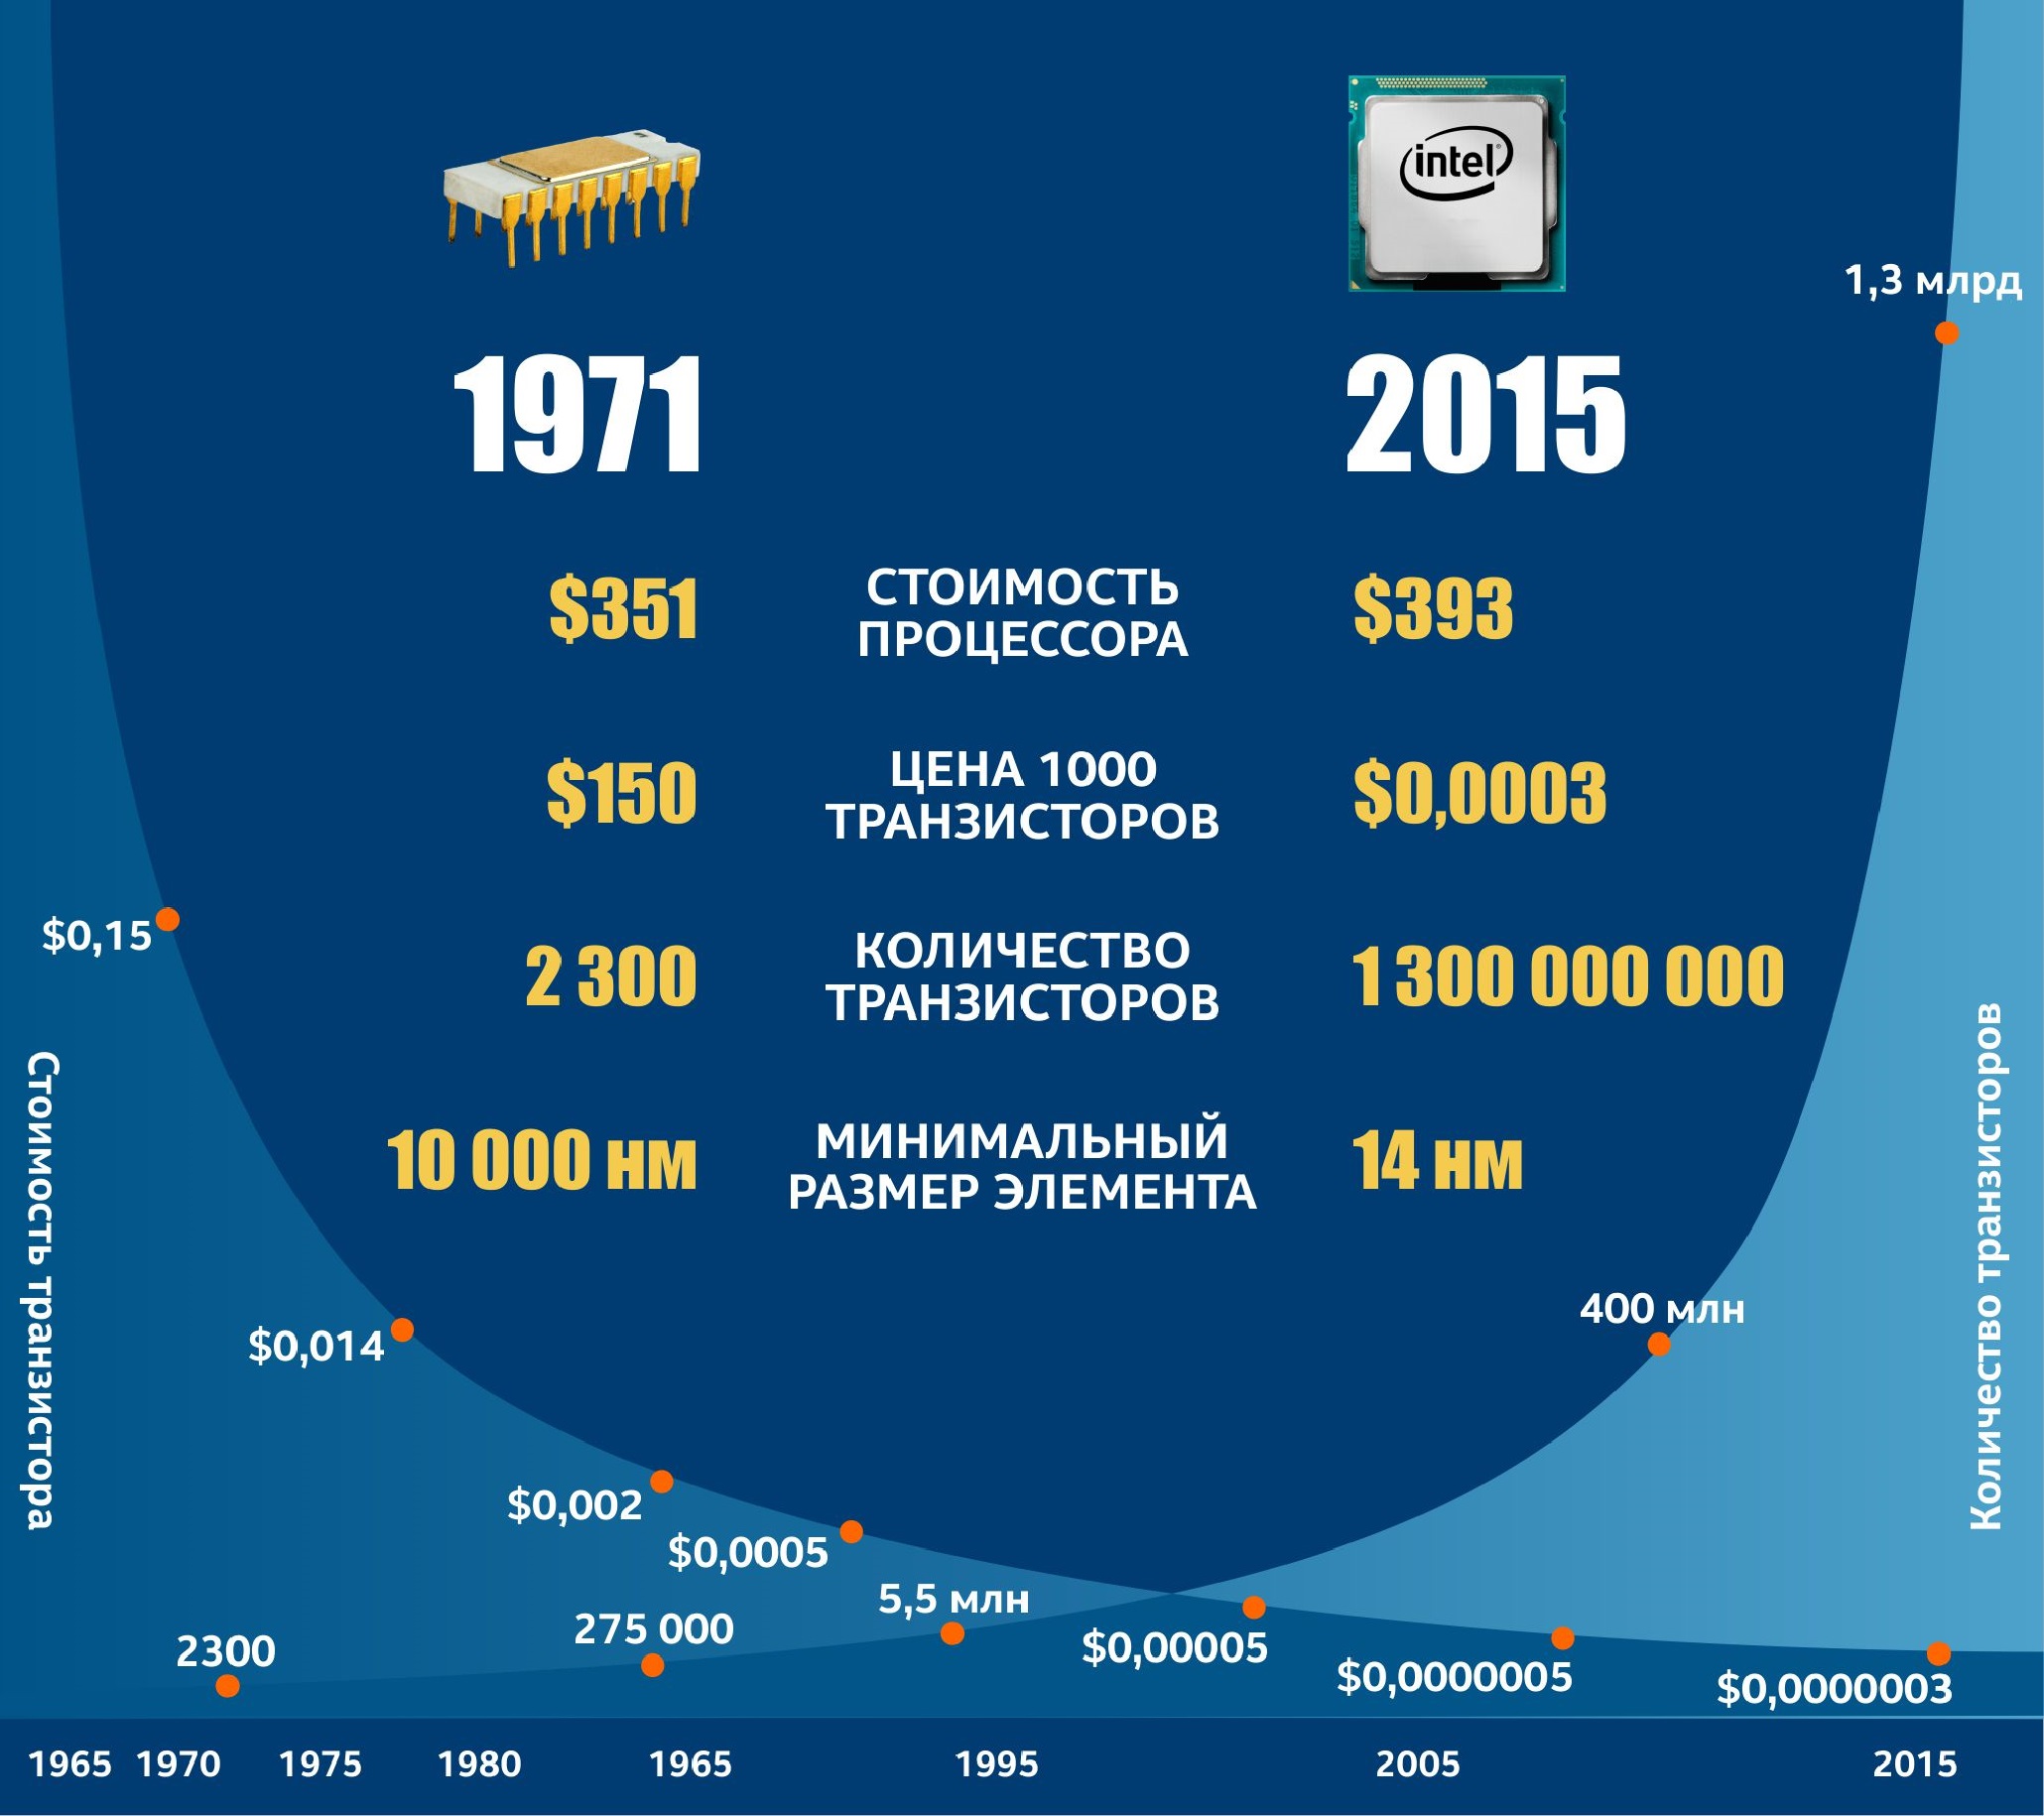 intel
1971
2015
$351
СТОИМОСТЬ
ПРОЦЕССОРА
$393
$150
ЦЕНА 1000
ТРАНЗИСТОРОВ
$0,0003
2 300
КОЛИЧЕСТВО
ТРАНЗИСТОРОВ
1 300 000 000
10 000 нм
МИНИМАЛЬНЫЙ
РАЗМЕР ЭЛЕМЕНТА
14 нм
Стоимость транзистора
$0,15
$0,014
$0,002
$0,0005
$0,00005
$0,0000005
$0,0000003
Количество транзисторов
2300
275 000
5,5 млн
400 млн
1,3 млрд
1965 1970 1975 1980 1965 1995 2005 2015